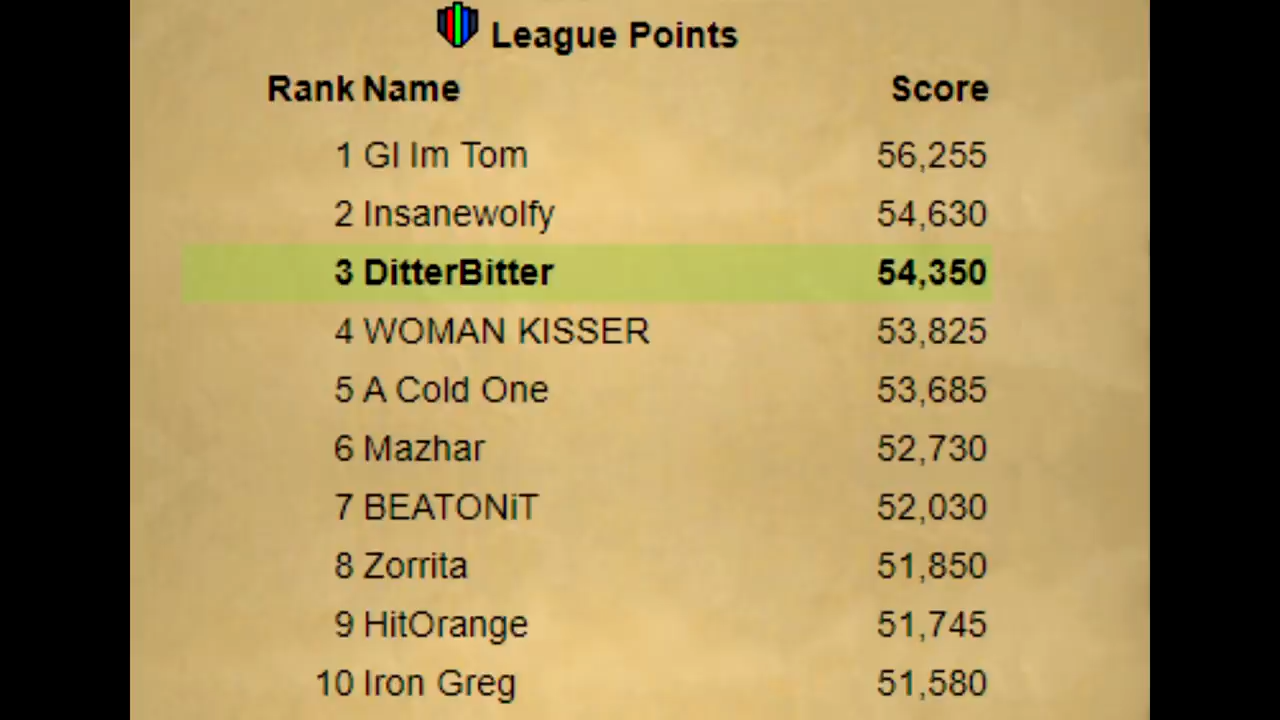 League Points
Rank Name Score
1 Gl Im Tom 56,255
2 Insanewolfy 54,630
3 DitterBitter 54,350
4 WOMAN KISSER 53,825
5 A Cold One 53,685
6 Mazhar 52,730
7 BEATONiT 52,030
8 Zorrita 51,850
9 HitOrange 51,745
10 Iron Greg 51,580